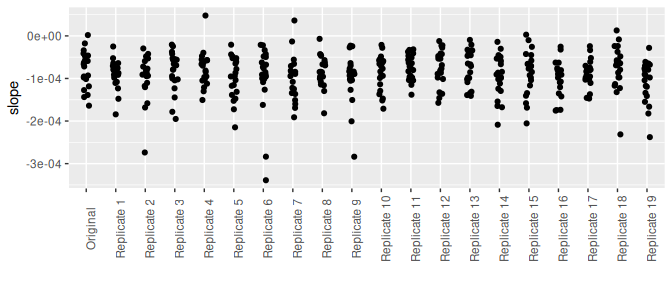 slope
0e+00
-1e-04
-2e-04
-3e-04
Original
Replicate 1
Replicate 2
Replicate 3
Replicate 4
Replicate 5
Replicate 6
Replicate 7
Replicate 8
Replicate 9
Replicate 10
Replicate 11
Replicate 12
Replicate 13
Replicate 14
Replicate 15
Replicate 16
Replicate 17
Replicate 18
Replicate 19